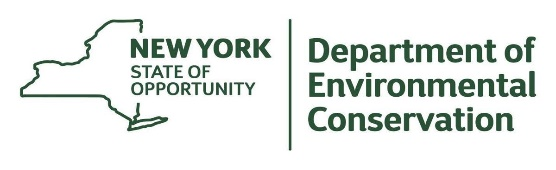 NEW YORK
STATE OF
OPPORTUNITY
Department of
Environmental
Conservation